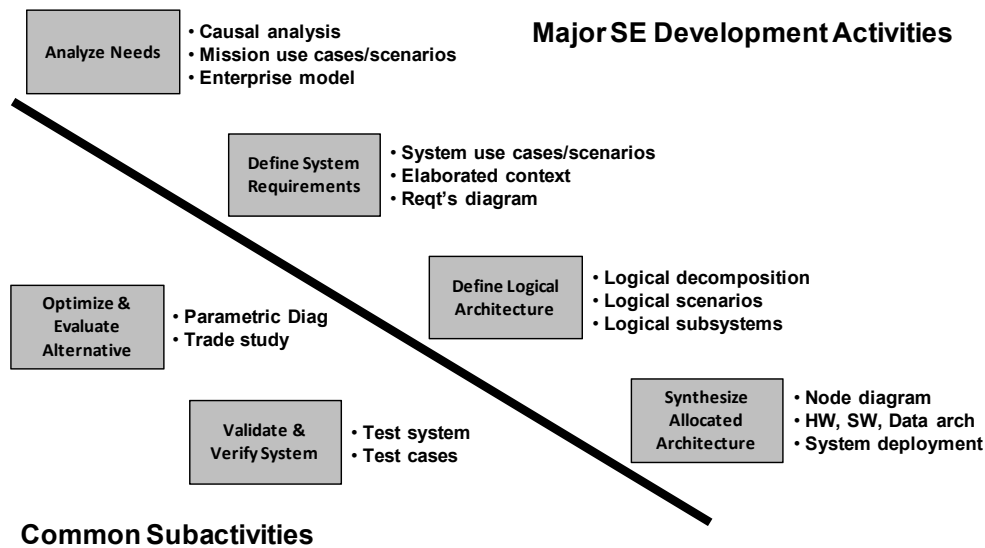 Major SE Development Activities
Analyze Needs
• Causal analysis
• Mission use cases/scenarios
• Enterprise model
Define System
Requirements
• System use cases/scenarios
• Elaborated context
• Reqt’s diagram
Define Logical
Architecture
• Logical decomposition
• Logical scenarios
• Logical subsystems
Synthesize
Allocated
Architecture
• Node diagram
• HW, SW, Data arch
• System deployment
Optimize &
Evaluate
Alternative
• Parametric Diag
• Trade study
Validate &
Verify System
• Test system
• Test cases
Common Subactivities